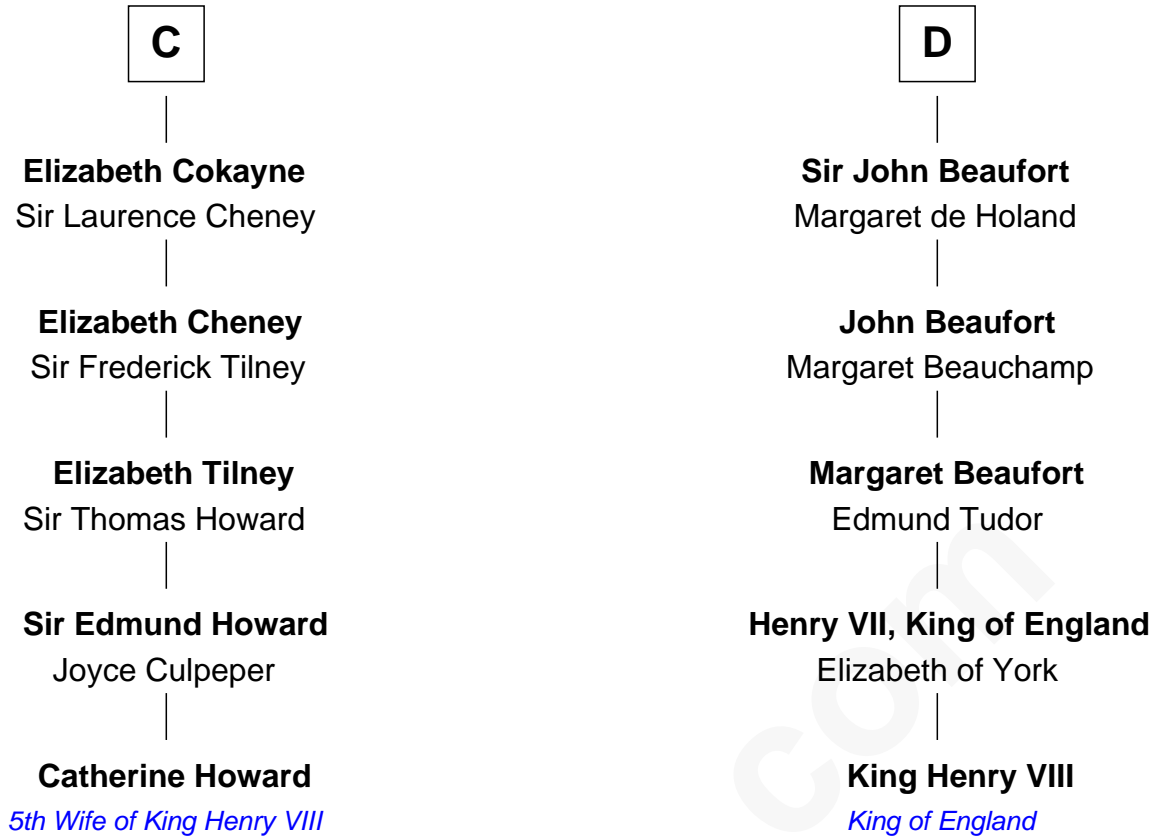 C
Elizabeth Cokayne
Sir Laurence Cheney
Elizabeth Cheney
Sir Frederick Tilney
Elizabeth Tilney
Sir Thomas Howard
Sir Edmund Howard
Joyce Culpeper
Catherine Howard
5th Wife of King Henry VIII
D
Sir John Beaufort
Margaret de Holand
John Beaufort
Margaret Beauchamp
Margaret Beaufort
Edmund Tudor
Henry VII, King of England
Elizabeth of York
King Henry VIII
King of England
com